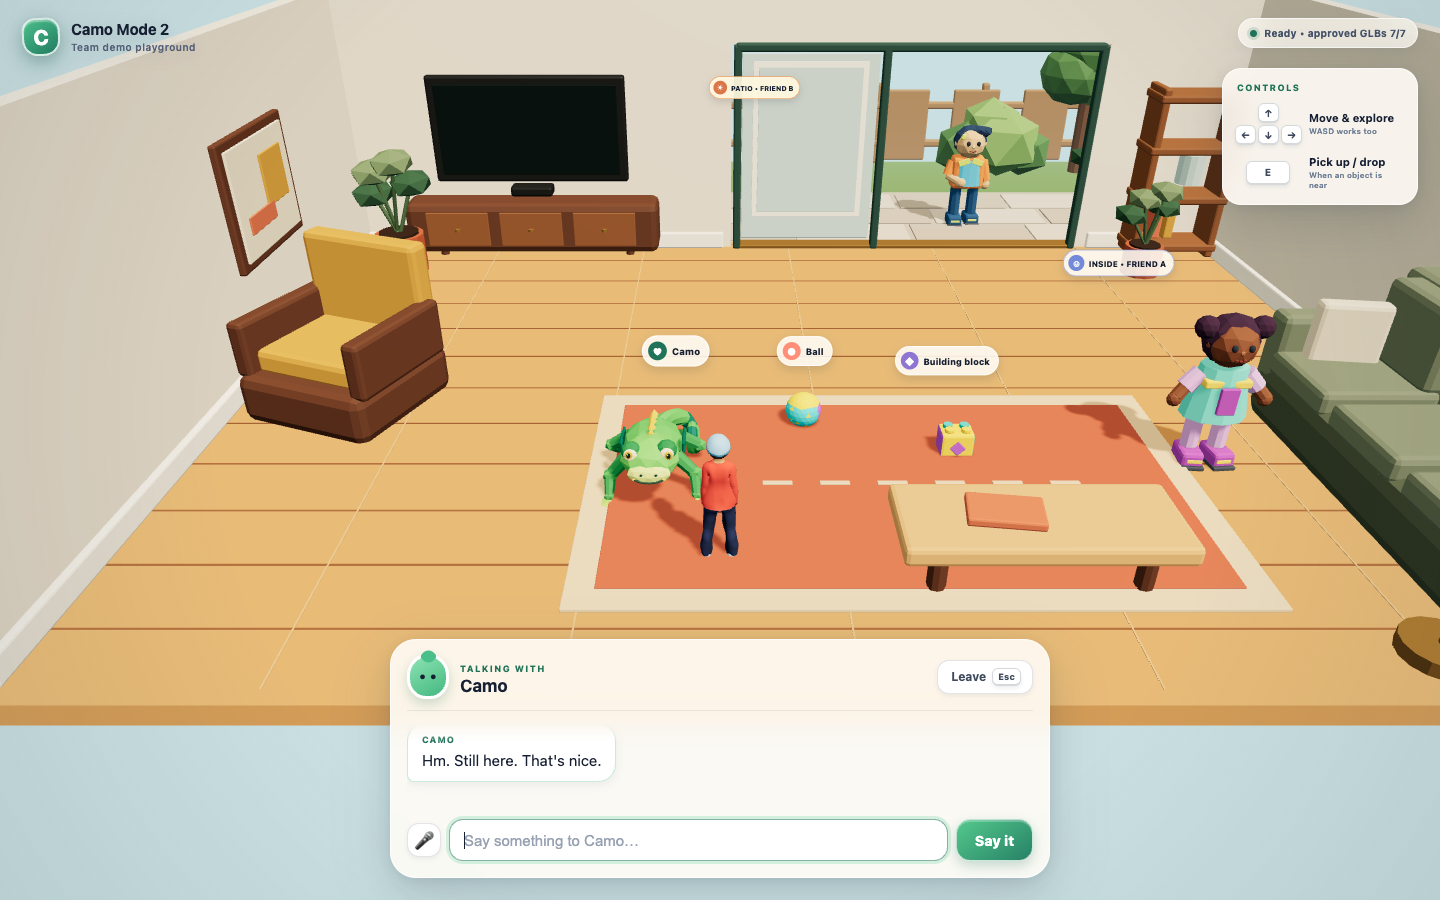 C
Camo Mode 2
Team demo playground
Ready • approved GLBs 7/7
CONTROLS
↑
← ↓ →
Move & explore
WASD works too
E
Pick up / drop
When an object is
near
PATIO • FRIEND B
INSIDE • FRIEND A
Camo
Ball
Building block
TALKING WITH
Camo
Leave Esc
CAMO
Hm. Still here. That's nice.
Say something to Camo...
Say it